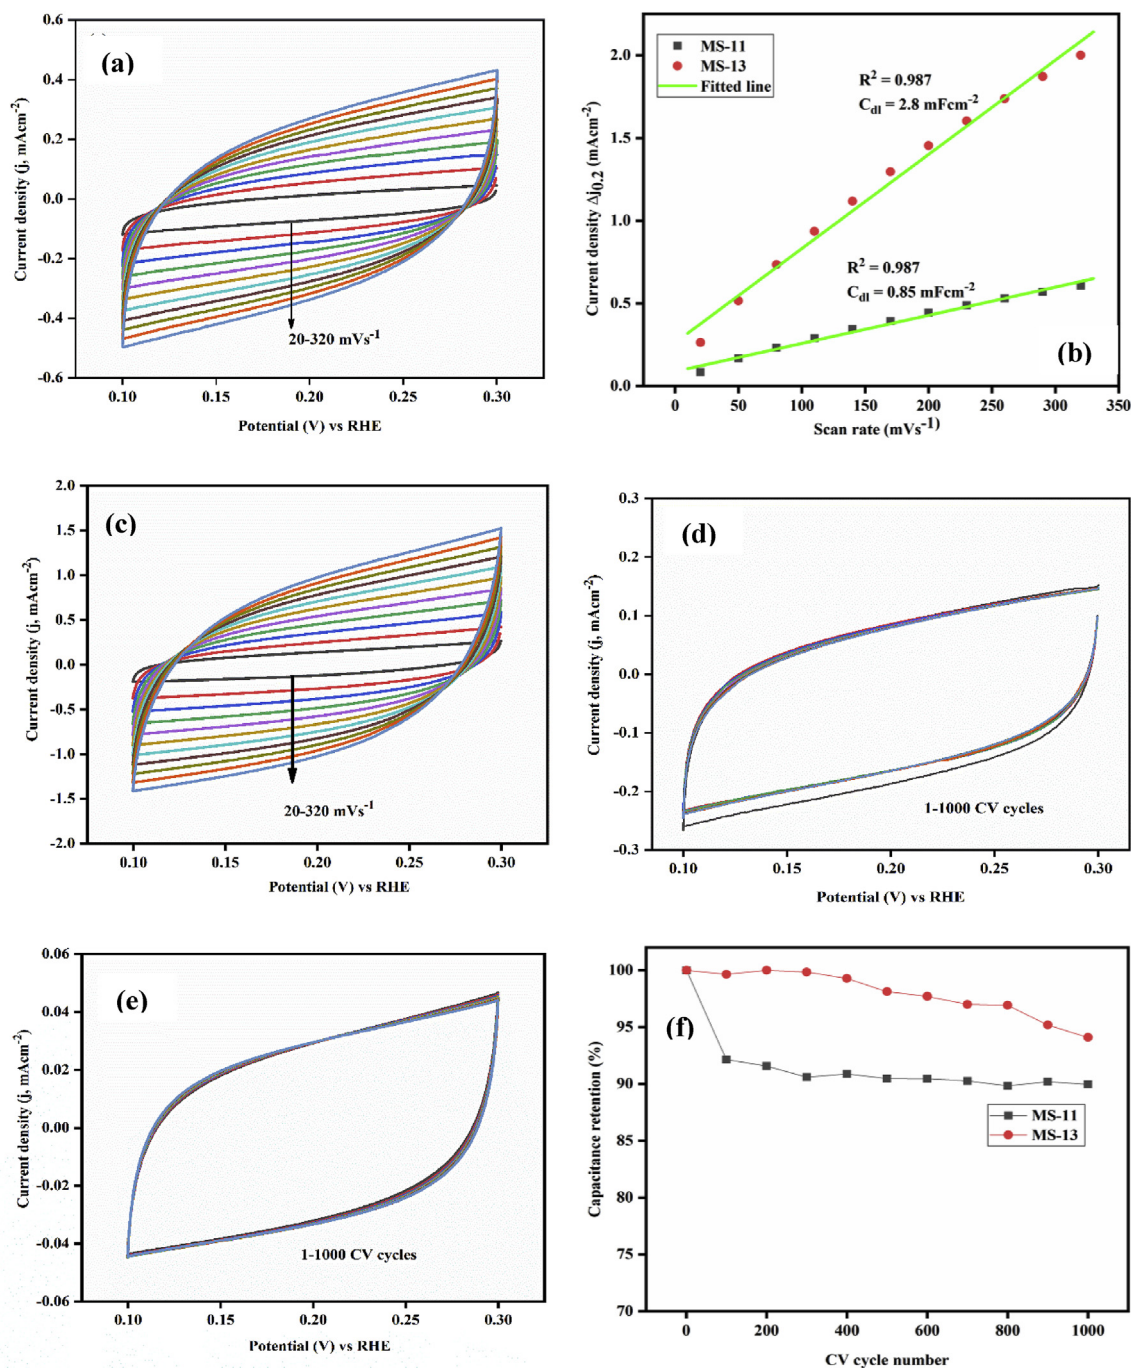 (a)
Current density (j, mAcm-2)
0.6
0.4
0.2
0.0
-0.2
-0.4
-0.6
20-320 mVs-1
0.10
0.15
0.20
0.25
0.30
Potential (V) vs RHE
Current density Δj0.2 (mAcm-2)
2.0
1.5
1.0
0.5
0.0
MS-11
MS-13
Fitted line
R2 = 0.987
Cdl = 2.8 mFcm-2
R2 = 0.987
Cdl = 0.85 mFcm-2
(b)
0
50
100
150
200
250
300
350
Scan rate (mVs-1)
(c)
Current density (j, mAcm-2)
2.0
1.5
1.0
0.5
0.0
-0.5
-1.0
-1.5
-2.0
20-320 mVs-1
0.10
0.15
0.20
0.25
0.30
Potential (V) vs RHE
(d)
Current density (j, mAcm-2)
0.3
0.2
0.1
0.0
-0.1
-0.2
-0.3
1-1000 CV cycles
0.10
0.15
0.20
0.25
0.30
Potential (V) vs RHE
(e)
Current density (j, mAcm-2)
0.06
0.04
0.02
0.00
-0.02
-0.04
-0.06
1-1000 CV cycles
0.10
0.15
0.20
0.25
0.30
Potential (V) vs RHE
(f)
Capacitance retention (%)
100
95
90
85
80
75
70
MS-11
MS-13
0
200
400
600
800
1000
CV cycle number